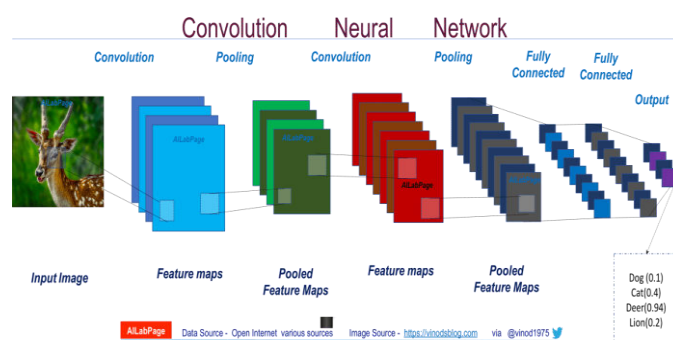 Convolution Neural Network
Convolution Pooling Convolution Pooling Fully Connected Fully Connected Output
AILabPage
AILabPage
AILabPage
AILabPage
Input Image
Feature maps
Pooled Feature Maps
Feature maps
Pooled Feature Maps
Dog (0.1)
Cat(0.4)
Deer(0.94)
Lion(0.2)
AILabPage Data Source - Open Internet various sources Image Source - https://vinodsblog.com via @vinod1975